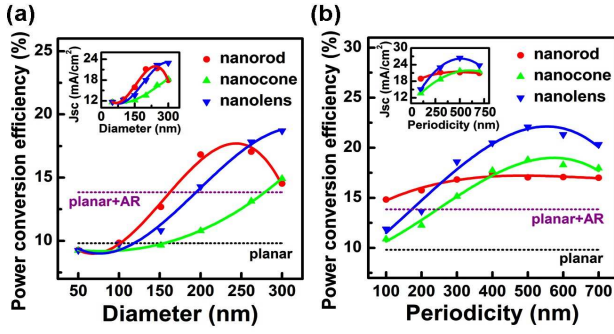 (a)
Power conversion efficiency (%)
25
20
15
10
50 100 150 200 250 300
Diameter (nm)
Jsc (mA/cm²)
24
18
12
0 150 300
Diameter (nm)
nanorod
nanocone
nanolens
planar+AR
planar
(b)
Power conversion efficiency (%)
30
25
20
15
10
100 200 300 400 500 600 700
Periodicity (nm)
Jsc (mA/cm²)
30
24
18
12
0 250 500 750
Periodicity (nm)
nanorod
nanocone
nanolens
planar+AR
planar